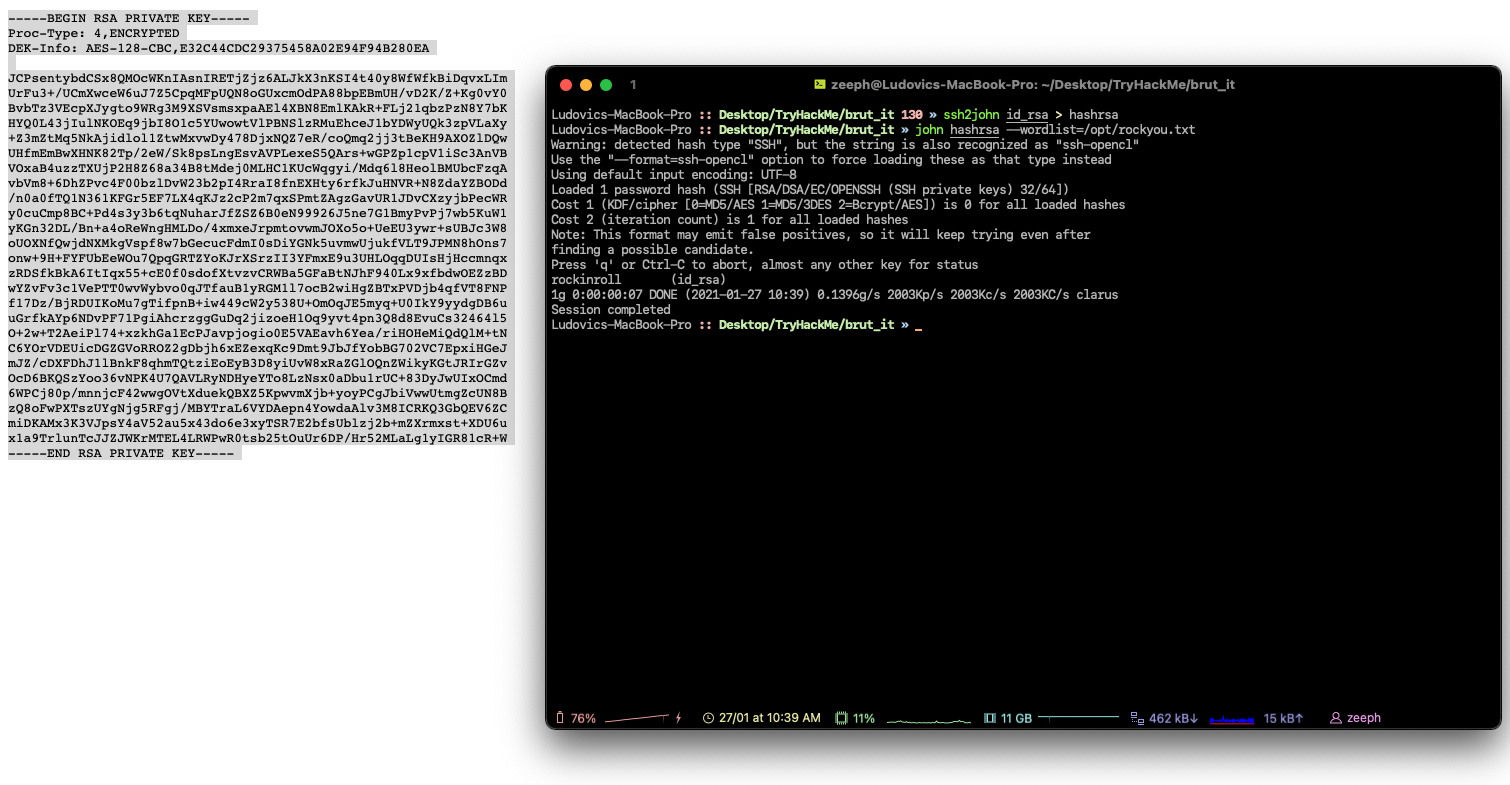 -----BEGIN RSA PRIVATE KEY-----
Proc-Type: 4,ENCRYPTED
DEK-Info: AES-128-CBC,E32C44CDC29375458A02E94F94B280EA
JCPsentybdCSx8QMOcWKnIAsnIRETjZjz6ALJkX3nKSI4t40y8WfWfkBiDqvxLIm
UrFu3+/UCmXwceW6uJ7Z5CpqMFpUQN8oGUxcmOdPA88bpEBmUH/vD2K/Z+Kg0vY0
BvbTz3VEcpXJygto9WRg3M9XSVsmsxpaAEl4XBN8EmlKAkR+FLj2lqbzPzN8Y7bK
HYQ0L43jIulNKOEq9jbI8O1c5YUwowtVlPBNSlzRMuEhceJlbYDWyUQk3zpVLaXy
+Z3mZtMq5NkAjidlollZtwMxvwDy478DjxNQZ7eR/coQmq2jj3tBeKH9AXOZlDQw
UHfmEmBwXHNK82Tp/2eW/Sk8psLngEsvAVPLexeS5QArs+wGPZp1cpV1iSc3AnVB
VOxaB4uzzTXUjP2H8Z68a34B8tMdej0MLHC1KUcWqgyi/Mdq6l8HeolBMUbcFzqA
vbVm8+6DhZPvc4F00bzlDvW23b2pI4RraI8fnEXHty6rfkJuHNVR+N8ZdaYZBODd
/n0a0fTQ1N361KFGr5EF7LX4qKJz2cP2m7qxSPmtZAgzGavUR1JDvCXzyjbPecWR
y0cuCmp8BC+Pd4s3y3b6tqNuharJfZSZ6B0eN99926J5ne7G1BmyPvPj7wb5KuW1
yKGn32DL/Bn+a4oReWngHMLDo/4xmxeJrpmtovwmJOXo5o+UeEU3ywr+sUBJc3W8
oUOXNfQwjdNXMkgVspf8w7bGecucFdmI0sDiYGNk5uvmwUjukfVLT9JPMN8hOns7
onw+9H+FYFUbEeWOu7QpqGRTZYoKJrXSrzII3YFmxE9u3UHLOqqDUIsHjHccmnqx
zRDSfkBkA6ItIqx55+cE0f0sdofXtvzvCRWBa5GFaBtNJhF940Lx9xfbdwOEZzBD
wYZvFv3c1VePTT0wvWybvo0qJTfauB1yRGM1l7ocB2wiHgZBTxPVDjb4qfVT8FNP
f17Dz/BjRDUIKoMu7gTifpnB+iw449cW2y538U+OmOqJE5myq+U0IkY9yydgDB6u
uGrfkAYp6NDvPF71PgiAhcrzggGuDq2jizoeH1Oq9yvt4pn3Q8d8EvuCs32464l5
O+2w+T2AeiPl74+xzkhGa1EcPJavpjogio0E5VAEavh6Yea/riHOHeMiQdQlM+tN
C6YOrVDEUicDGZGVoRROZ2gDbjh6xEZexqKc9Dmt9JbJfYobBG702VC7EpxiHGeJ
mJZ/cDXFDhJ1lBnkF8qhmTQtziEoEyB3D8yiUvW8xRaZGlOQnZWikyKGtJRIrGZv
OcD6BKQSzYoo36vNPK4U7QAVLRyNDHyeYTo8LzNsx0aDbu1rUC+83DyJwUIxOCmd
6WPCj80p/mnnjcF42wwgOVtXduekQBXZ5KpwvmXjb+yoyPCgJbiVwwUtmgZcUN8B
zQ8oFwPXTszUYgNjg5RFgj/MBYTraL6VYDAepn4YowdaAlv3M8ICRKQ3GbQEV6ZC
miDKAMx3K3VJpsY4aV52au5x43do6e3xyTSR7E2bfsUblzj2b+mZXrmxst+XDU6u
x1a9TrlunTcJJZJWKrMTEL4LRWPwR0tsb25tOuUr6DP/Hr52MLaLg1yIGR81cR+W
-----END RSA PRIVATE KEY-----
1
zeeph@Ludovics-MacBook-Pro: ~/Desktop/TryHackMe/brut_it
Ludovics-MacBook-Pro :: Desktop/TryHackMe/brut_it 130 » ssh2john id_rsa > hashrsa
Ludovics-MacBook-Pro :: Desktop/TryHackMe/brut_it » john hashrsa --wordlist=/opt/rockyou.txt
Warning: detected hash type "SSH", but the string is also recognized as "ssh-opencl"
Use the "--format=ssh-opencl" option to force loading these as that type instead
Using default input encoding: UTF-8
Loaded 1 password hash (SSH [RSA/DSA/EC/OPENSSH (SSH private keys) 32/64])
Cost 1 (KDF/cipher [0=MD5/AES 1=MD5/3DES 2=Bcrypt/AES]) is 0 for all loaded hashes
Cost 2 (iteration count) is 1 for all loaded hashes
Note: This format may emit false positives, so it will keep trying even after
finding a possible candidate.
Press 'q' or Ctrl-C to abort, almost any other key for status
rockinroll       (id_rsa)
1g 0:00:00:07 DONE (2021-01-27 10:39) 0.1396g/s 2003Kp/s 2003Kc/s 2003KC/s clarus
Session completed
Ludovics-MacBook-Pro :: Desktop/TryHackMe/brut_it » _
76% 27/01 at 10:39 AM 11% 11 GB 462 kB↓ 15 kB↑ zeeph